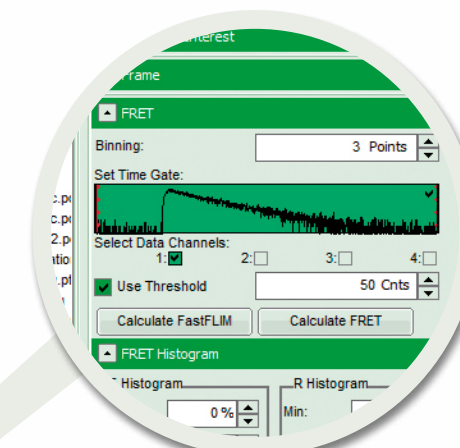 Frame
FRET
Binning: 3 Points
Set Time Gate:
Select Data Channels:
1: 2: 3: 4:
Use Threshold 50 Cnts
Calculate FastFLIM Calculate FRET
FRET Histogram
Histogram R Histogram
0 % Min: